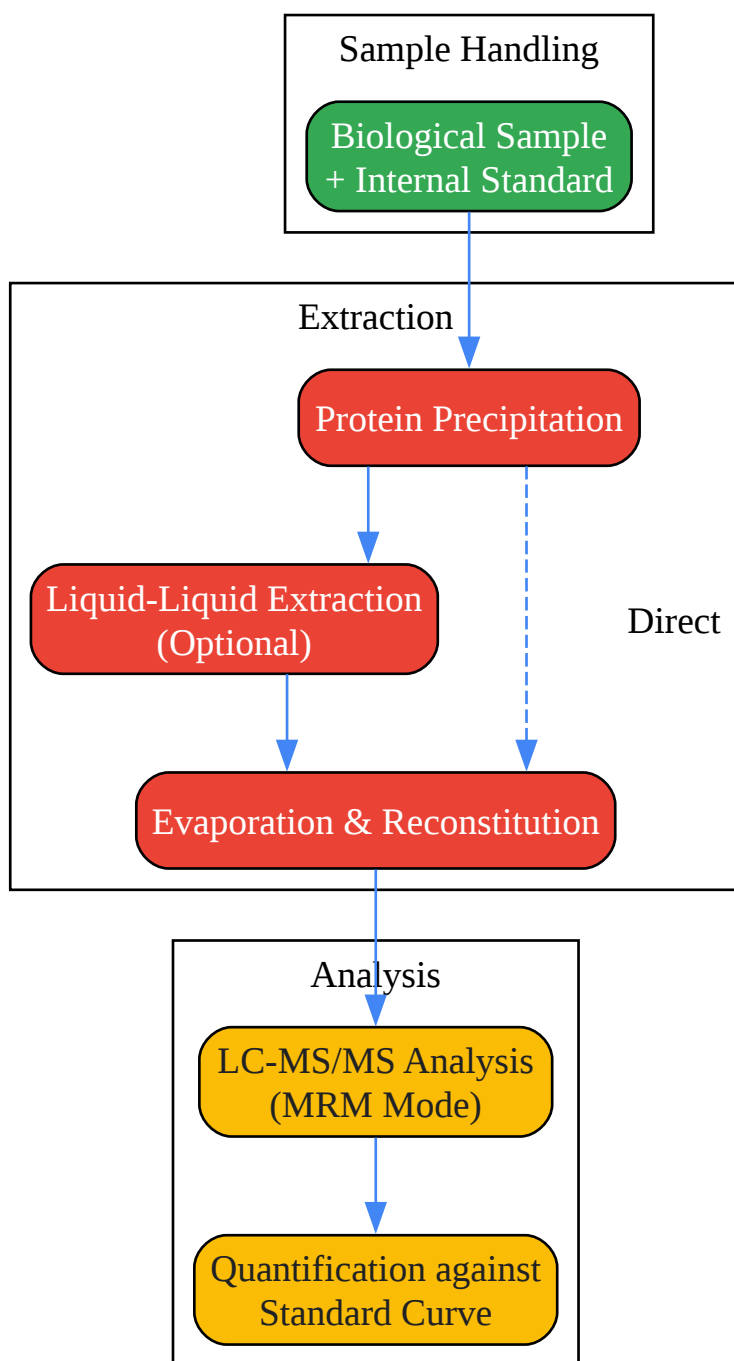 Sample Handling
Biological Sample
+ Internal Standard
Extraction
Protein Precipitation
Liquid-Liquid Extraction
(Optional)
Direct
Evaporation & Reconstitution
Analysis
LC-MS/MS Analysis
(MRM Mode)
Quantification against
Standard Curve